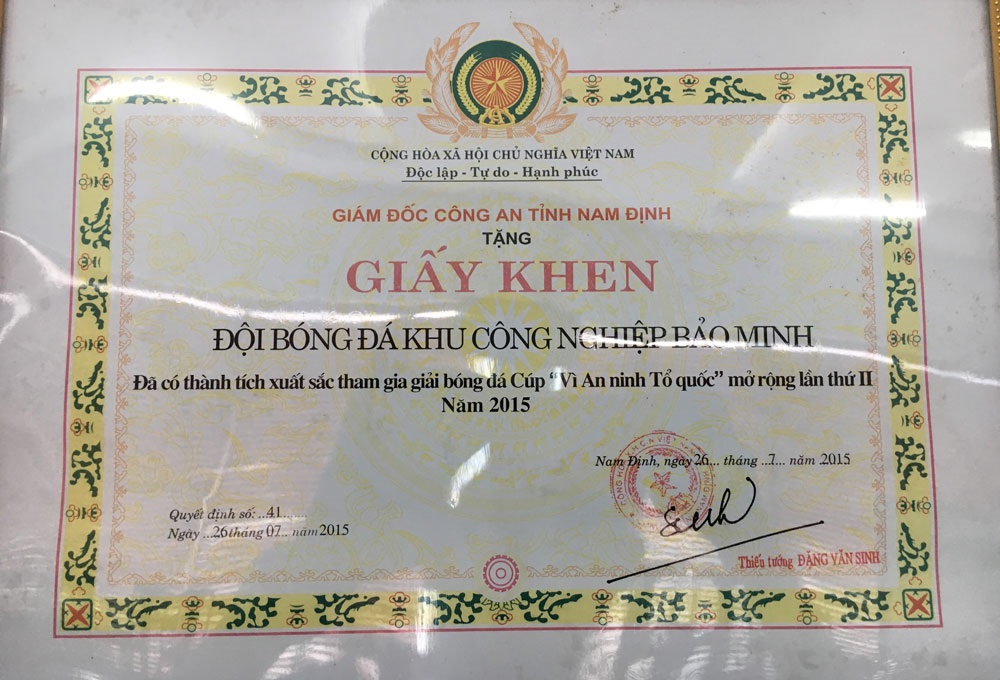 CỘNG HÒA XÃ HỘI CHỦ NGHĨA VIỆT NAM
Độc lập - Tự do - Hạnh phúc
GIÁM ĐỐC CÔNG AN TỈNH NAM ĐỊNH
TẶNG
GIẤY KHEN
ĐỘI BÓNG ĐÁ KHU CÔNG NGHIỆP BẢO MINH
Đã có thành tích xuất sắc tham gia giải bóng đá Cúp "Vì An ninh Tổ quốc" mở rộng lần thứ II
Năm 2015
Nam Định, ngày 26... tháng ..7.. năm 2015
Quyết định số: ..41......
Ngày ...26 tháng 07.. năm 2015
Thiếu tướng ĐẶNG VĂN SINH